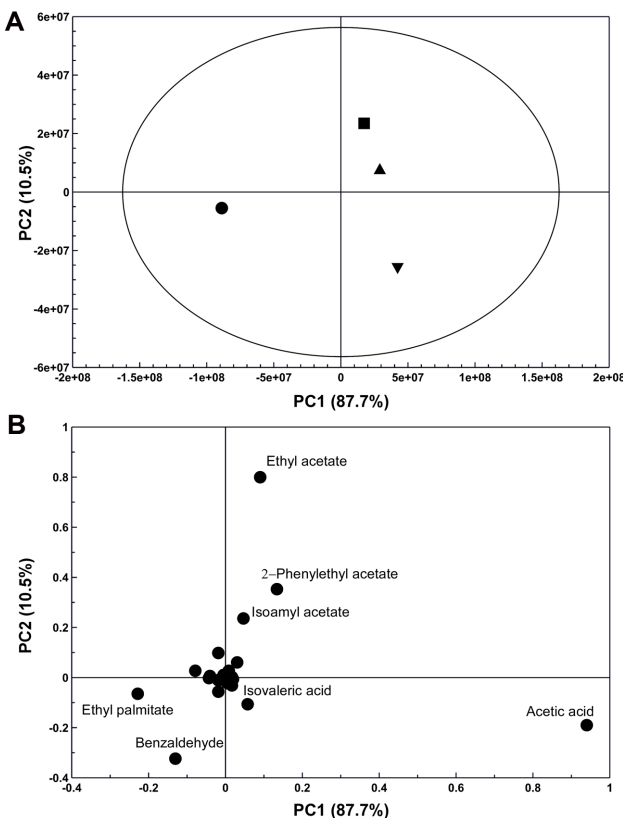 A
6e+07
4e+07
2e+07
0
-2e+07
-4e+07
-6e+07
PC2 (10.5%)
-2e+08 -1.5e+08 -1e+08 -5e+07 0 5e+07 1e+08 1.5e+08 2e+08
PC1 (87.7%)
B
1
0.8
0.6
0.4
0.2
0
-0.2
-0.4
PC2 (10.5%)
Ethyl acetate
2−Phenylethyl acetate
Isoamyl acetate
Isovaleric acid
Ethyl palmitate
Acetic acid
Benzaldehyde
-0.4 -0.2 0 0.2 0.4 0.6 0.8 1
PC1 (87.7%)